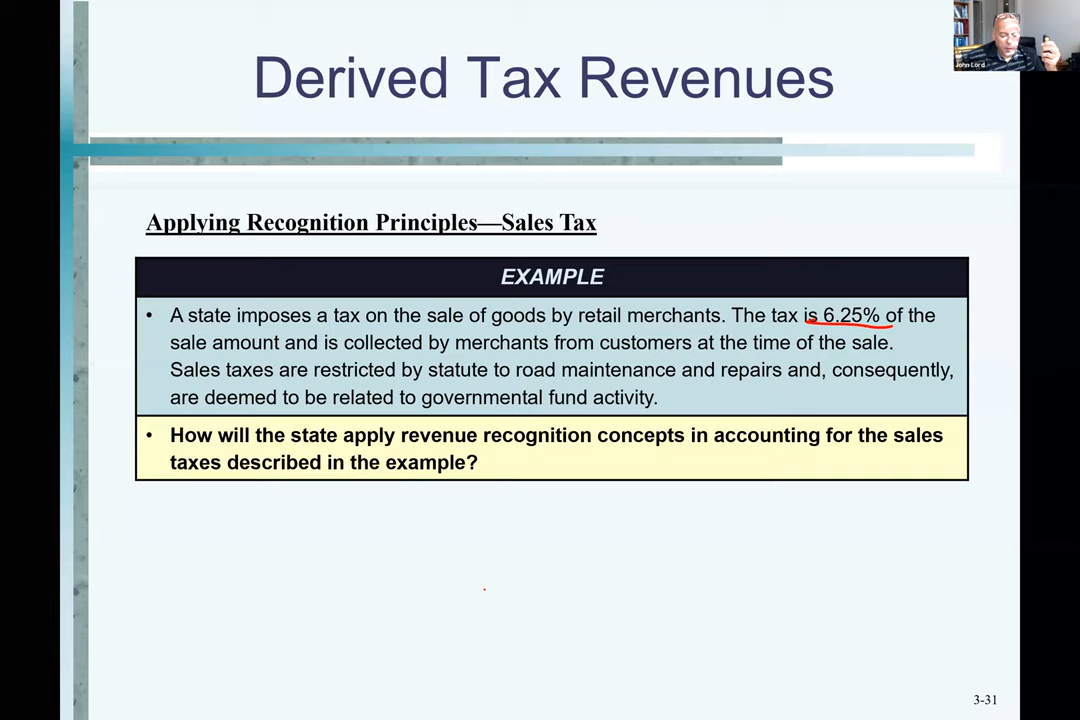 Derived Tax Revenues
John Lord
Applying Recognition Principles—Sales Tax
EXAMPLE
• A state imposes a tax on the sale of goods by retail merchants. The tax is 6.25% of the
sale amount and is collected by merchants from customers at the time of the sale.
Sales taxes are restricted by statute to road maintenance and repairs and, consequently,
are deemed to be related to governmental fund activity.
• How will the state apply revenue recognition concepts in accounting for the sales
taxes described in the example?
3-31